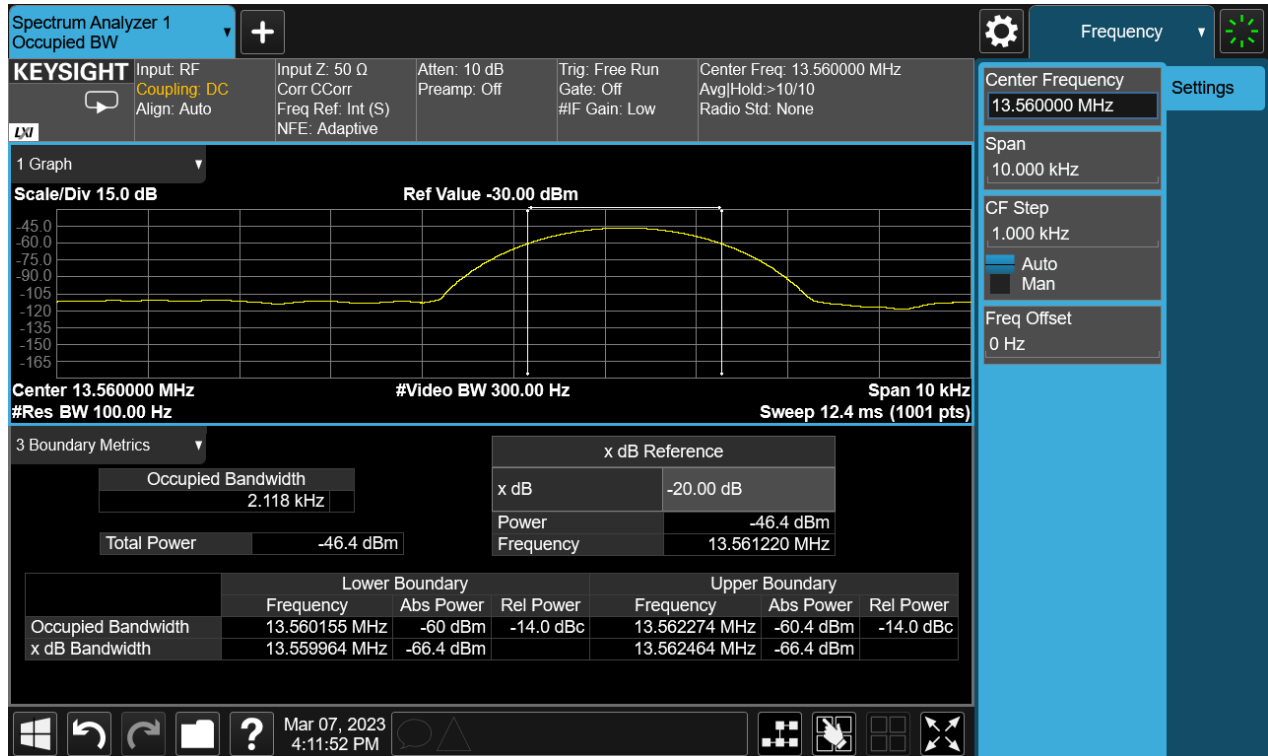 Spectrum Analyzer 1
Occupied BW
Frequency
KEYSIGHT
LXI
Input: RF
Coupling: DC
Align: Auto
Input Z: 50 Ω
Corr CCorr
Freq Ref: Int (S)
NFE: Adaptive
Atten: 10 dB
Preamp: Off
Trig: Free Run
Gate: Off
#IF Gain: Low
Center Freq: 13.560000 MHz
Avg|Hold:>10/10
Radio Std: None
1 Graph
Scale/Div 15.0 dB Ref Value -30.00 dBm
-45.0
-60.0
-75.0
-90.0
-105
-120
-135
-150
-165
Center 13.560000 MHz #Video BW 300.00 Hz Span 10 kHz
#Res BW 100.00 Hz Sweep 12.4 ms (1001 pts)
3 Boundary Metrics
Occupied Bandwidth
2.118 kHz
Total Power -46.4 dBm
x dB Reference
x dB -20.00 dB
Power -46.4 dBm
Frequency 13.561220 MHz
Lower Boundary Upper Boundary
Frequency Abs Power Rel Power Frequency Abs Power Rel Power
Occupied Bandwidth 13.560155 MHz -60 dBm -14.0 dBc 13.562274 MHz -60.4 dBm -14.0 dBc
x dB Bandwidth 13.559964 MHz -66.4 dBm 13.562464 MHz -66.4 dBm
Center Frequency
13.560000 MHz
Span
10.000 kHz
CF Step
1.000 kHz
Auto
Man
Freq Offset
0 Hz
Settings
?
Mar 07, 2023
4:11:52 PM